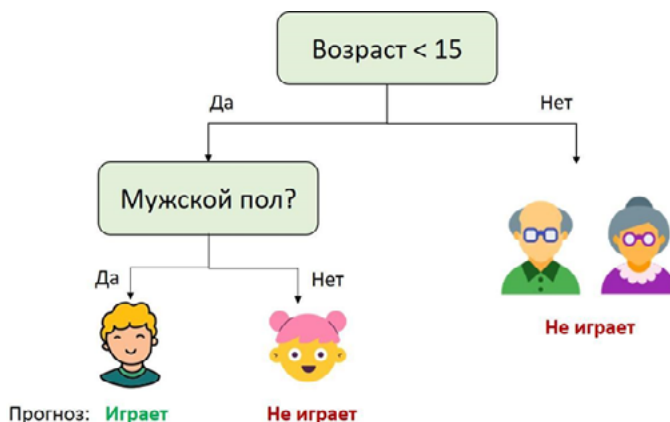 Возраст < 15
Да
Нет
Мужской пол?
Да
Нет
Не играет
Прогноз: Играет
Не играет